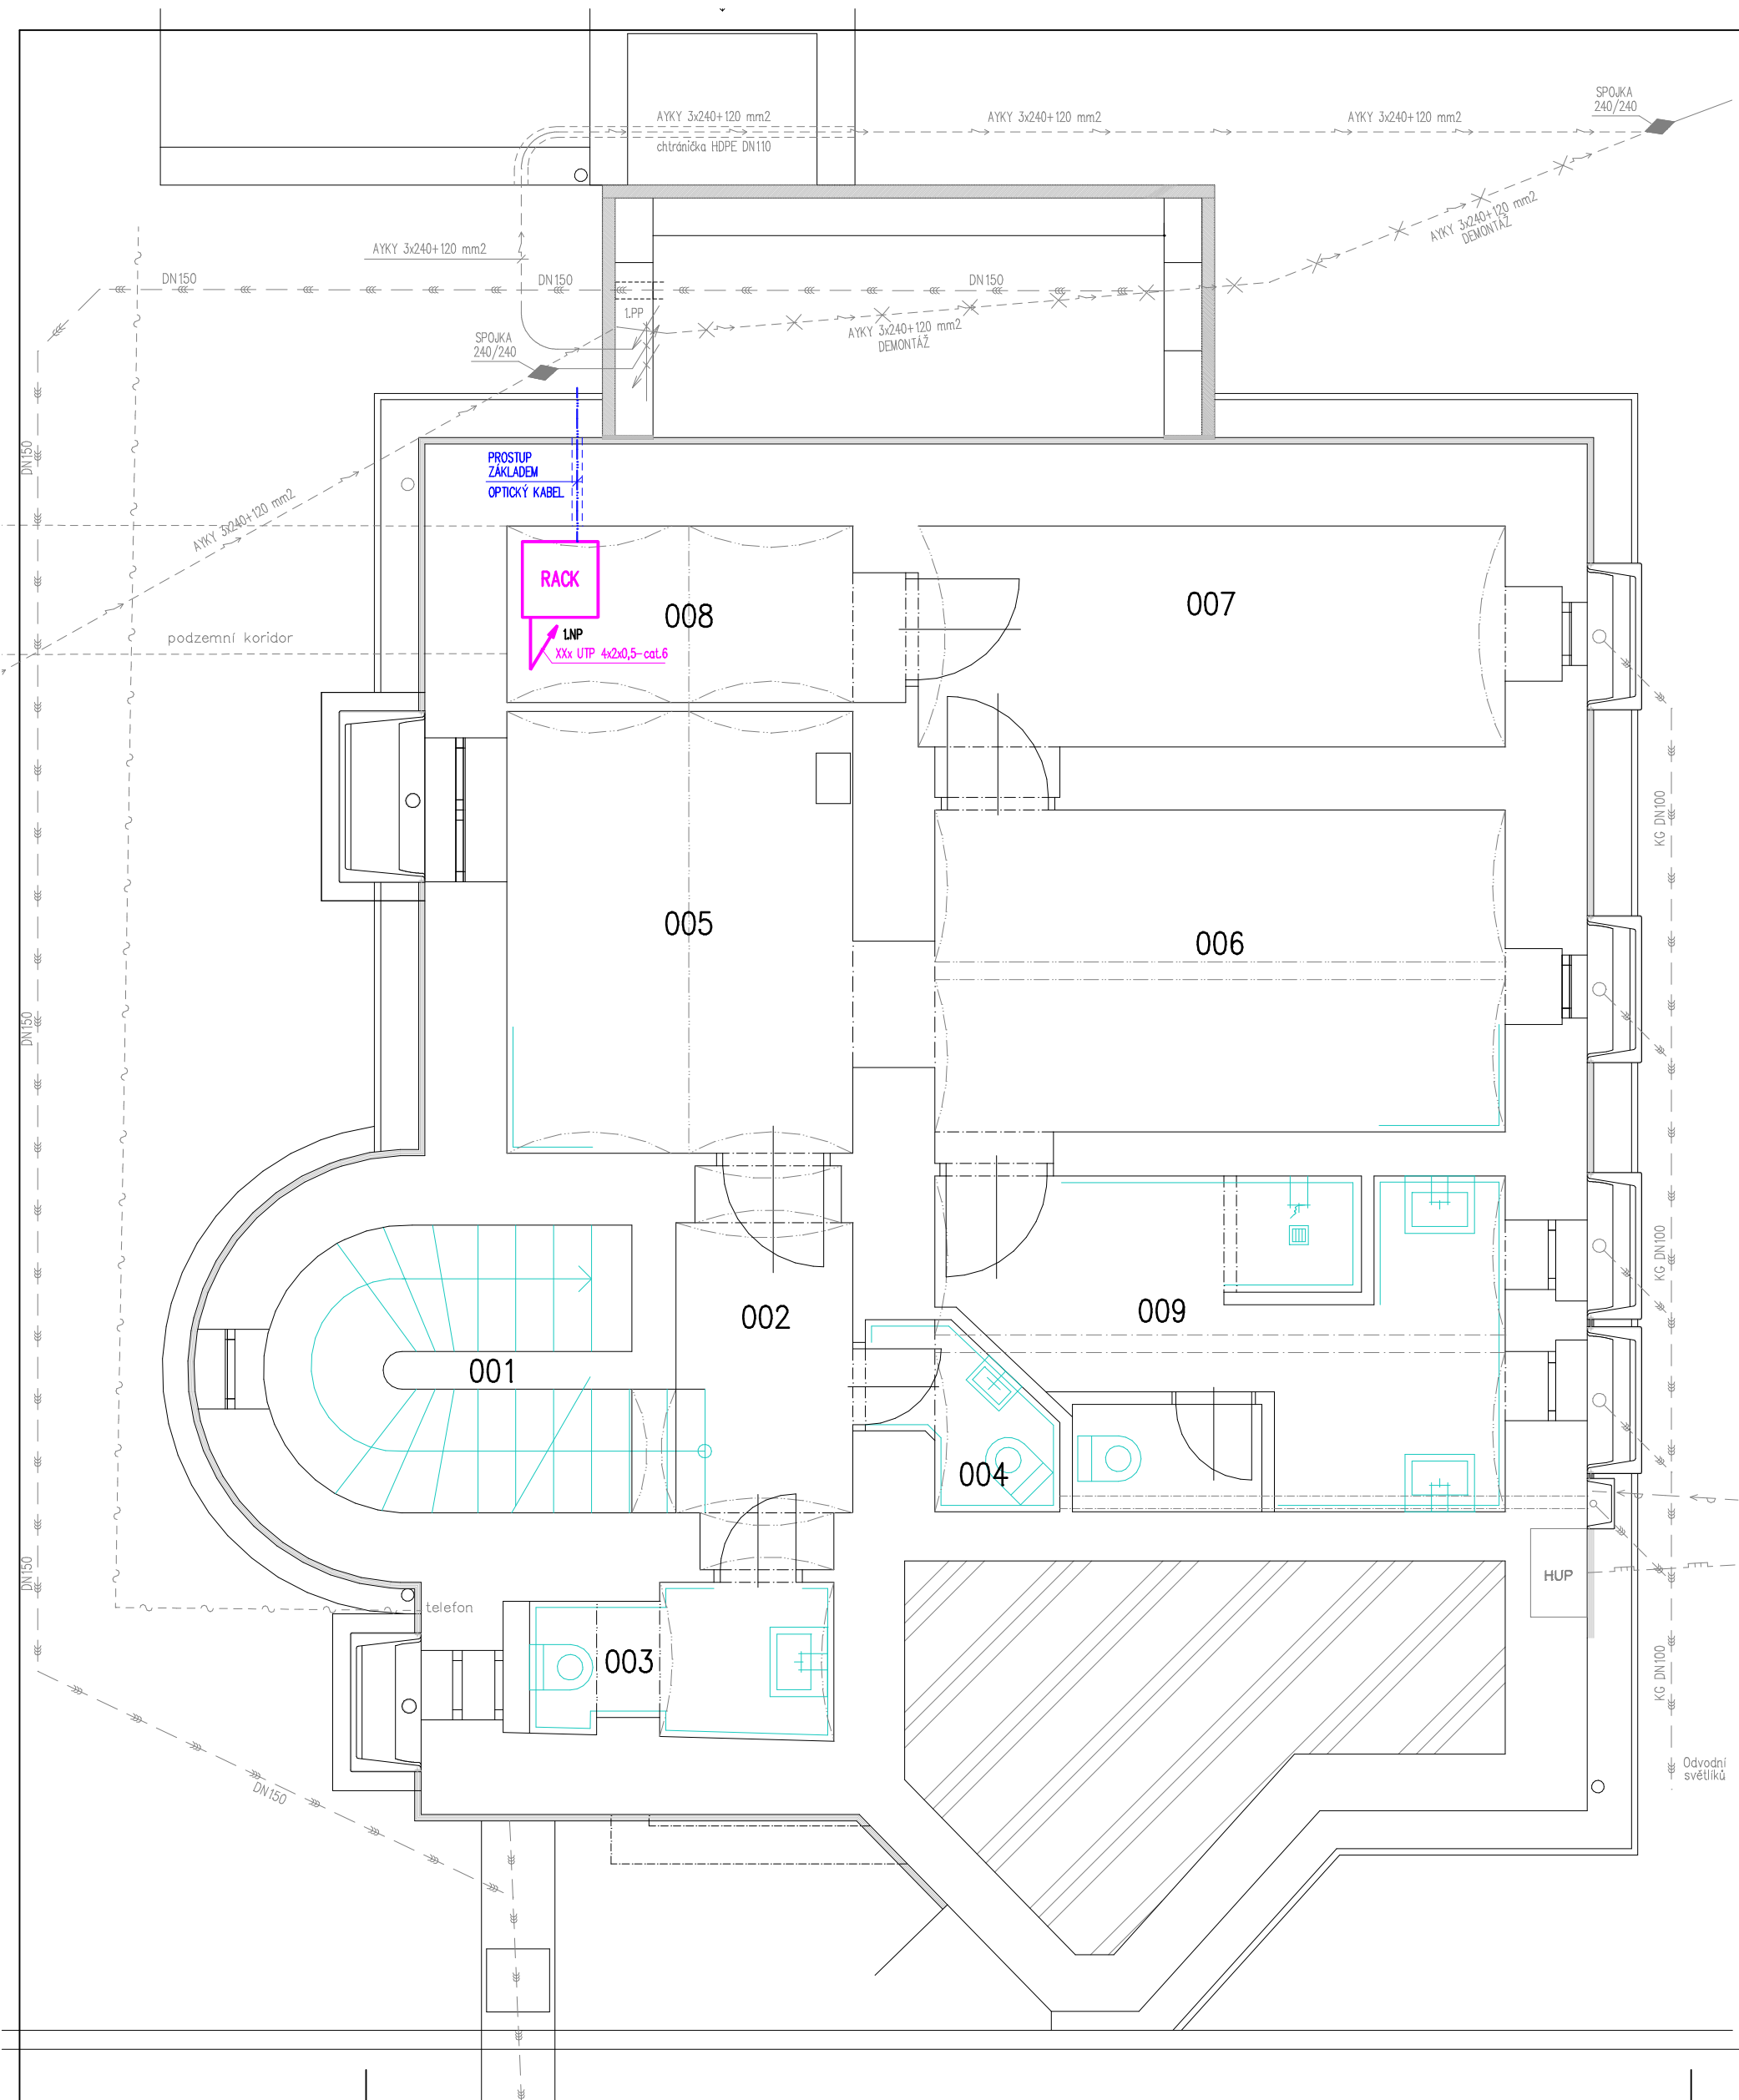 SPOJKA
240/240
AYKY 3x240+120 mm2
AYKY 3x240+120 mm2
AYKY 3x240+120 mm2
chtránička HDPE DN110
AYKY 3x240+120 mm2
DEMONTÁŽ
AYKY 3x240+120 mm2
DN150
DN150
DN150
1.PP
AYKY 3x240+120 mm2
DEMONTÁŽ
SPOJKA
240/240
DN150
PROSTUP
ZÁKLADEM
OPTICKÝ KABEL
AYKY 3x240+120 mm2
RACK
008
007
1.NP
XXx UTP 4x2x0,5-cat.6
podzemní koridor
KG DN100
005
006
DN150
KG DN100
009
002
001
004
DN150
HUP
telefon
003
KG DN100
Odvodní
světlíků
DN150